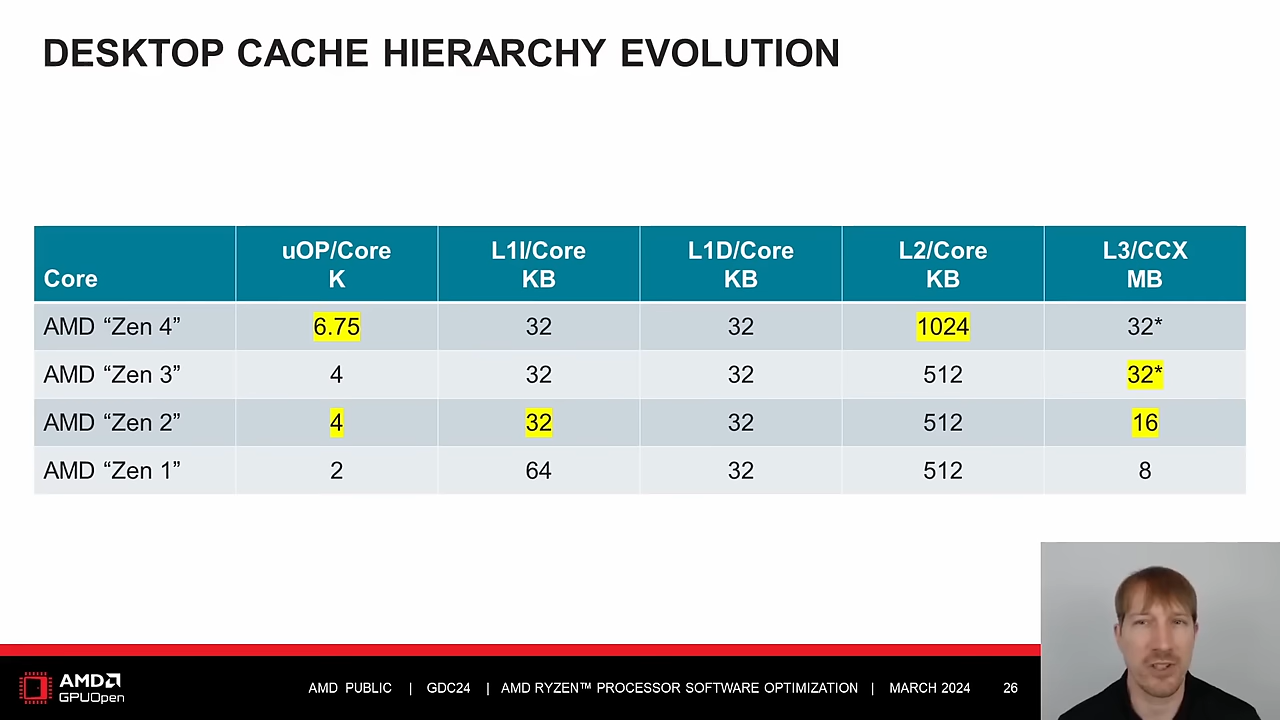 DESKTOP CACHE HIERARCHY EVOLUTION
Core uOP/Core K L1I/Core KB L1D/Core KB L2/Core KB L3/CCX MB
AMD “Zen 4” 6.75 32 32 1024 32*
AMD “Zen 3” 4 32 32 512 32*
AMD “Zen 2” 4 32 32 512 16
AMD “Zen 1” 2 64 32 512 8
AMD GPUOpen
AMD PUBLIC | GDC24 | AMD RYZEN™ PROCESSOR SOFTWARE OPTIMIZATION | MARCH 2024 26